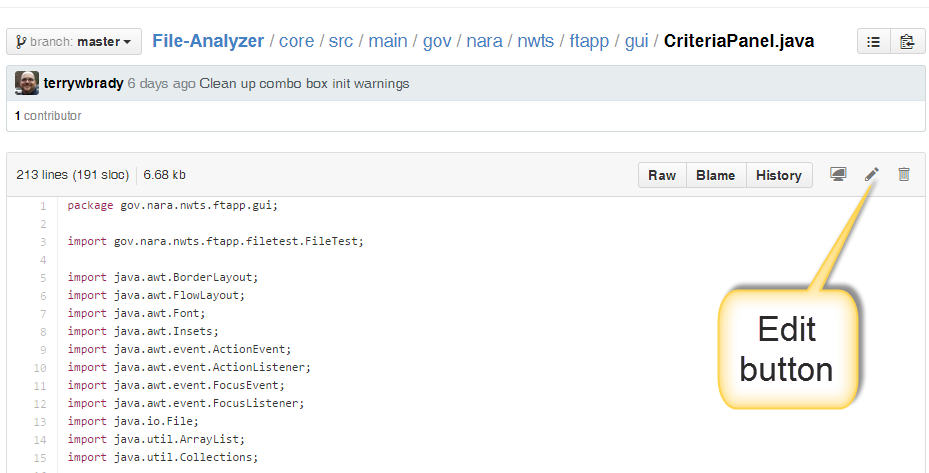 branch: master File-Analyzer / core / src / main / gov / nara / nwts / ftapp / gui / CriteriaPanel.java
terrywbrady 6 days ago Clean up combo box init warnings
1 contributor
213 lines (191 sloc) 6.68 kb Raw Blame History
1 package gov.nara.nwts.ftapp.gui;
2
3 import gov.nara.nwts.ftapp.filetest.FileTest;
4
5 import java.awt.BorderLayout;
6 import java.awt.FlowLayout;
7 import java.awt.Font;
8 import java.awt.Insets;
9 import java.awt.event.ActionEvent;
10 import java.awt.event.ActionListener;
11 import java.awt.event.FocusEvent;
12 import java.awt.event.FocusListener;
13 import java.io.File;
14 import java.util.ArrayList;
15 import java.util.Collections;
Edit
button